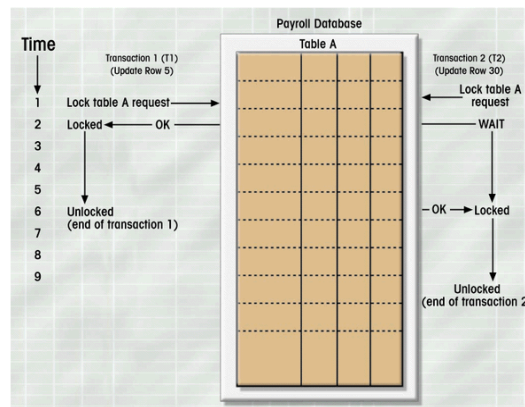 Payroll Database
Table A
Time
Transaction 1 (T1)
(Update Row 5)
Transaction 2 (T2)
(Update Row 30)
1
Lock table A request
Lock table A
request
2
Locked
OK
WAIT
3
4
5
6
Unlocked
(end of transaction 1)
OK
Locked
7
8
9
Unlocked
(end of transaction 2